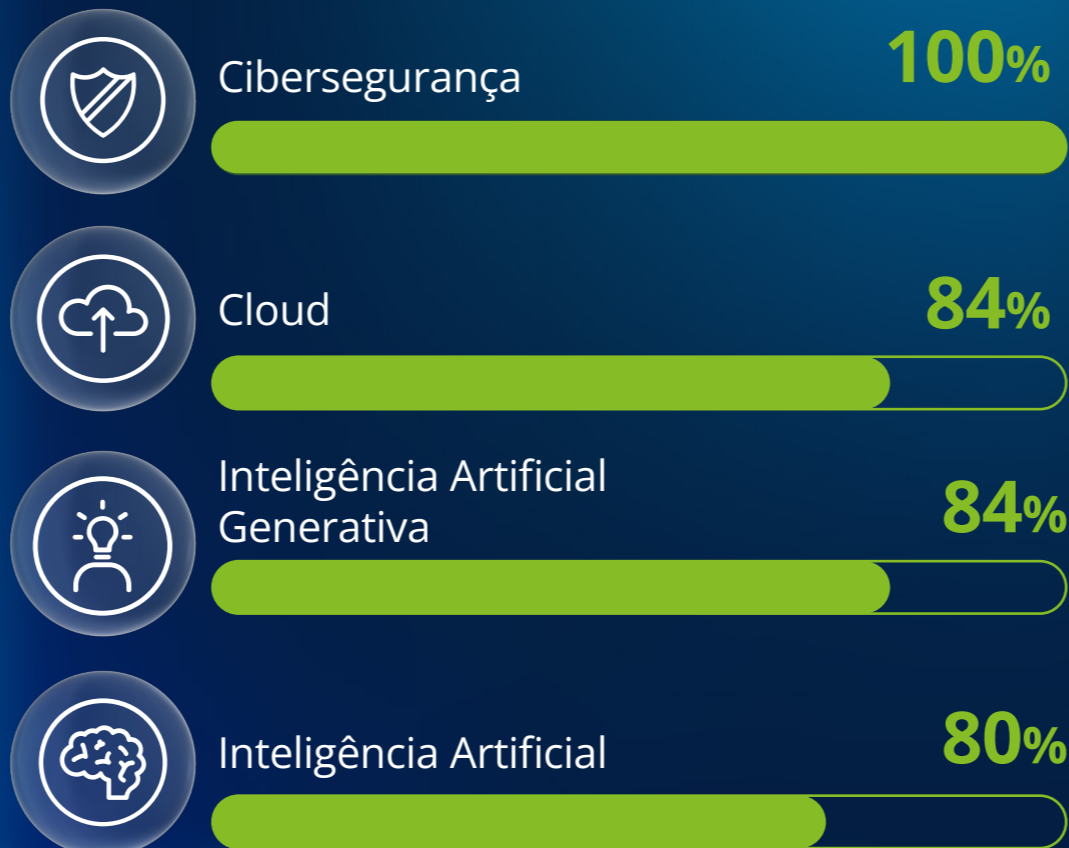 Cibersegurança
100%
Cloud
84%
Inteligência Artificial
Generativa
84%
Inteligência Artificial
80%